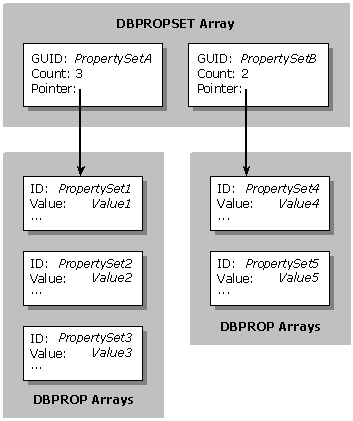 DBPROPSET Array
GUID: PropertySetA
Count: 3
Pointer:
GUID: PropertySetB
Count: 2
Pointer:
ID: PropertySet1
Value: Value1
...
ID: PropertySet2
Value: Value2
...
ID: PropertySet3
Value: Value3
...
DBPROP Arrays
ID: PropertySet4
Value: Value4
...
ID: PropertySet5
Value: Value5
...
DBPROP Arrays